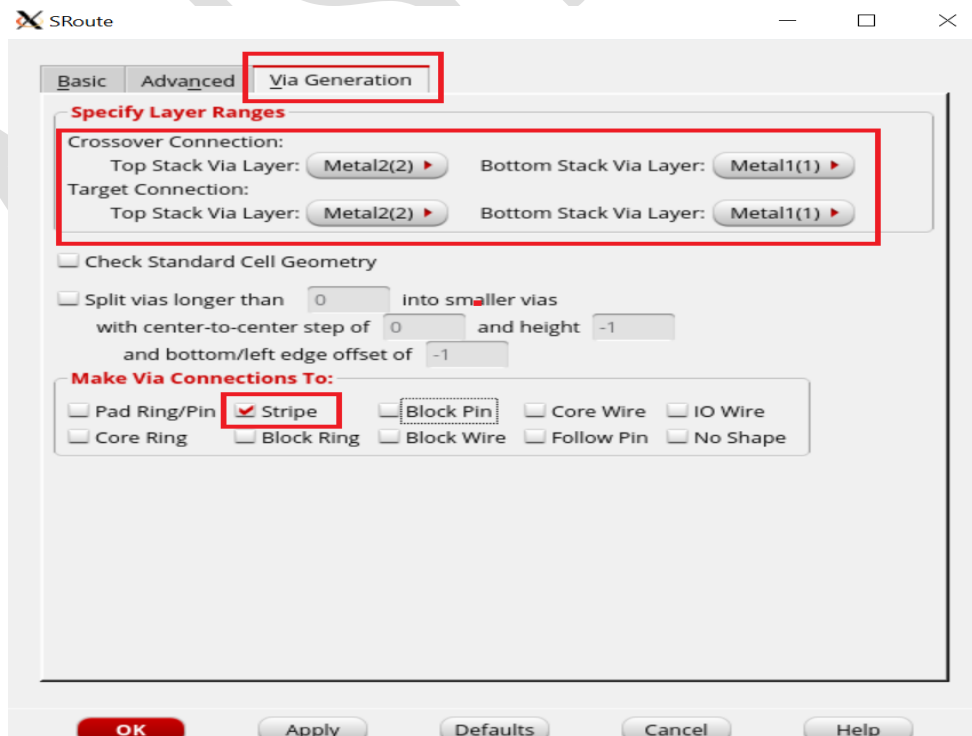 SRoute
Basic Advanced Via Generation
Specify Layer Ranges
Crossover Connection:
Top Stack Via Layer: Metal2(2) Bottom Stack Via Layer: Metal1(1)
Target Connection:
Top Stack Via Layer: Metal2(2) Bottom Stack Via Layer: Metal1(1)
Check Standard Cell Geometry
Split vias longer than 0 into smaller vias
with center-to-center step of 0 and height -1
and bottom/left edge offset of -1
Make Via Connections To:
Pad Ring/Pin Stripe Block Pin Core Wire IO Wire
Core Ring Block Ring Block Wire Follow Pin No Shape
OK Apply Defaults Cancel Help